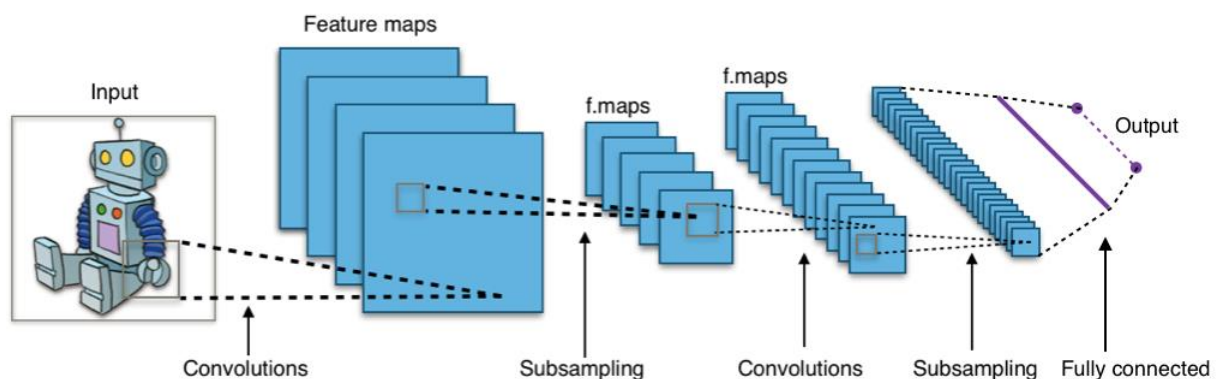 Feature maps
f.maps
Input
f.maps
Output
Convolutions
Subsampling
Convolutions
Subsampling
Fully connected